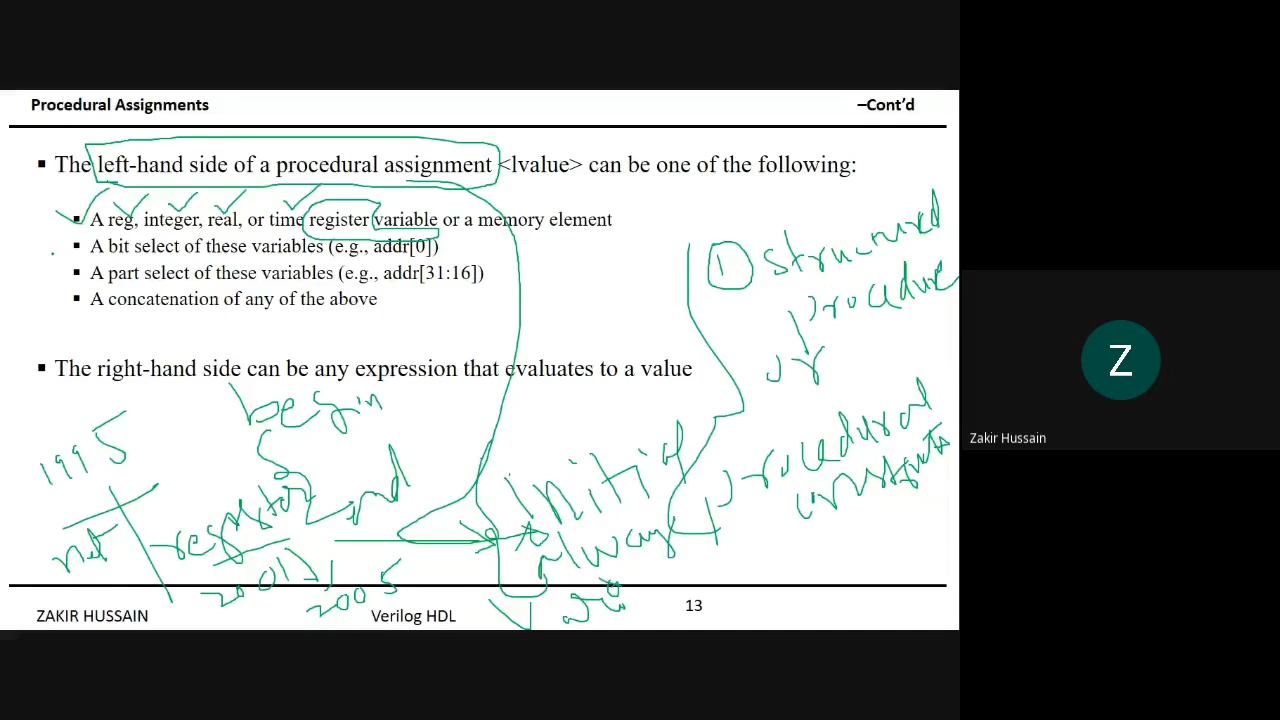 Procedural Assignments
–Cont'd
▪ The left-hand side of a procedural assignment <lvalue> can be one of the following:
▪ A reg, integer, real, or time register variable or a memory element
▪ A bit select of these variables (e.g., addr[0])
▪ A part select of these variables (e.g., addr[31:16])
▪ A concatenation of any of the above
1 structured
procedure
or
procedural
▪ The right-hand side can be any expression that evaluates to a value
begin
end
initial
always
1995
net
register
2001
2005
ZAKIR HUSSAIN
Verilog HDL
13
Z
Zakir Hussain